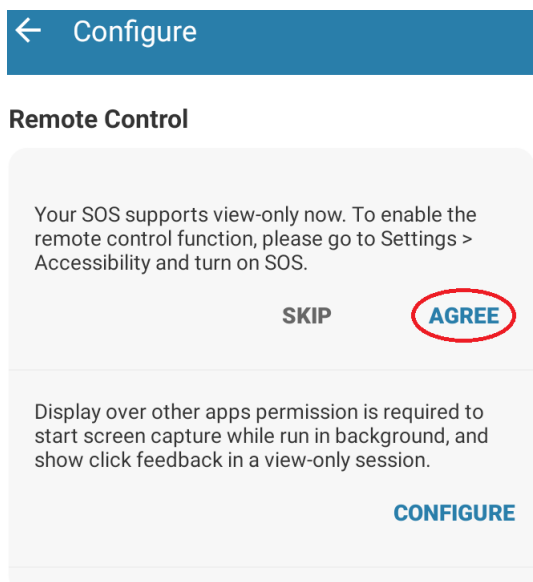 Configure
Remote Control
Your SOS supports view-only now. To enable the
remote control function, please go to Settings >
Accessibility and turn on SOS.
SKIP AGREE
Display over other apps permission is required to
start screen capture while run in background, and
show click feedback in a view-only session.
CONFIGURE